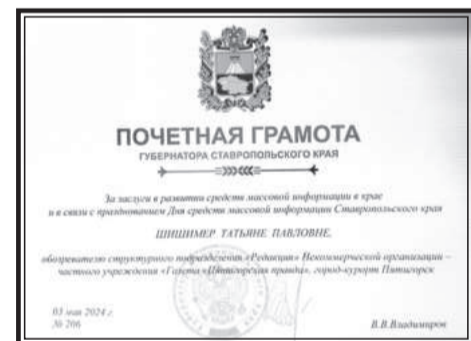 ПОЧЕТНАЯ ГРАМОТА
ГУБЕРНАТОРА СТАВРОПОЛЬСКОГО КРАЯ
За заслуги в развитии средств массовой информации в крае
и в связи с празднованием Дня средств массовой информации Ставропольского края
ШИШИМЕР ТАТЬЯНЕ ПАВЛОВНЕ,
обозревателю структурного подразделения «Редакция» Некоммерческой организации –
частного учреждения «Газета «Пятигорская правда», город-курорт Пятигорск
03 мая 2024 г.
№ 206
В.В.Владимиров